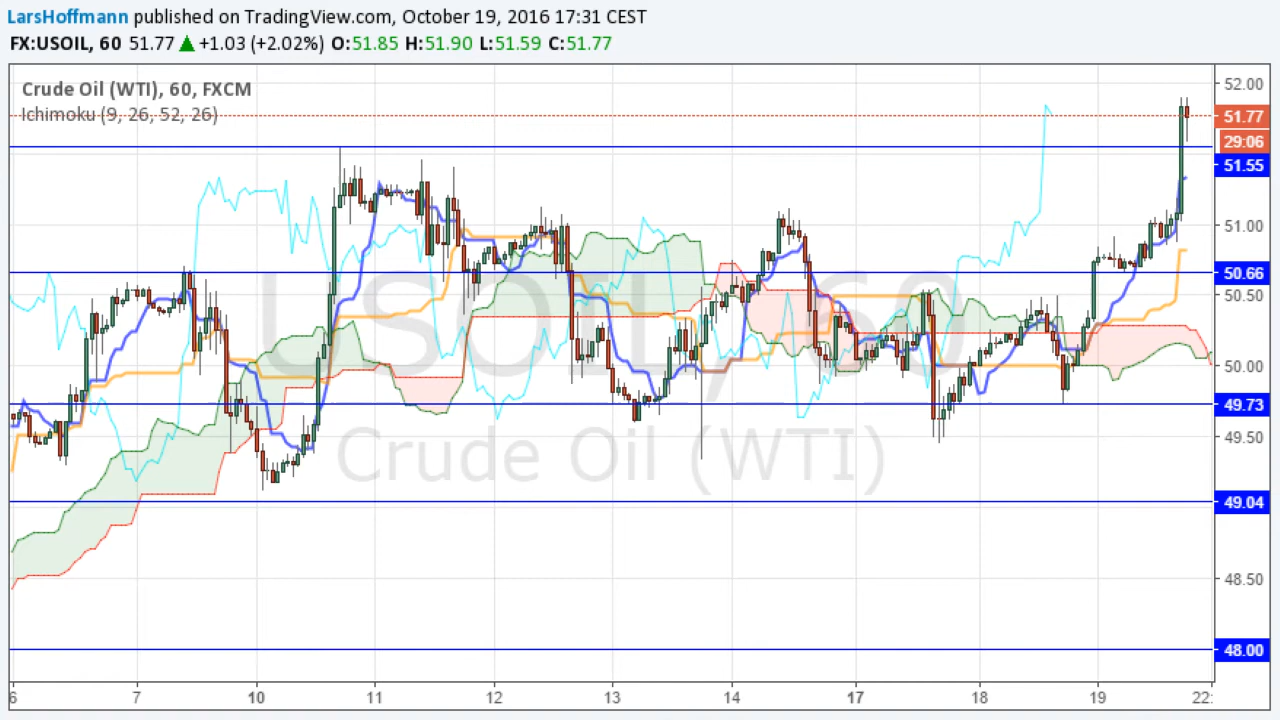 LarsHoffmann published on TradingView.com, October 19, 2016 17:31 CEST
FX:USOIL, 60 51.77 ▲ +1.03 (+2.02%) O:51.85 H:51.90 L:51.59 C:51.77
Crude Oil (WTI), 60, FXCM
Ichimoku (9, 26, 52, 26)
USOIL, 60
Crude Oil (WTI)
52.00
51.77
29:06
51.55
51.00
50.66
50.50
50.00
49.73
49.50
49.04
48.50
48.00
6 7 10 11 12 13 14 17 18 19 22: